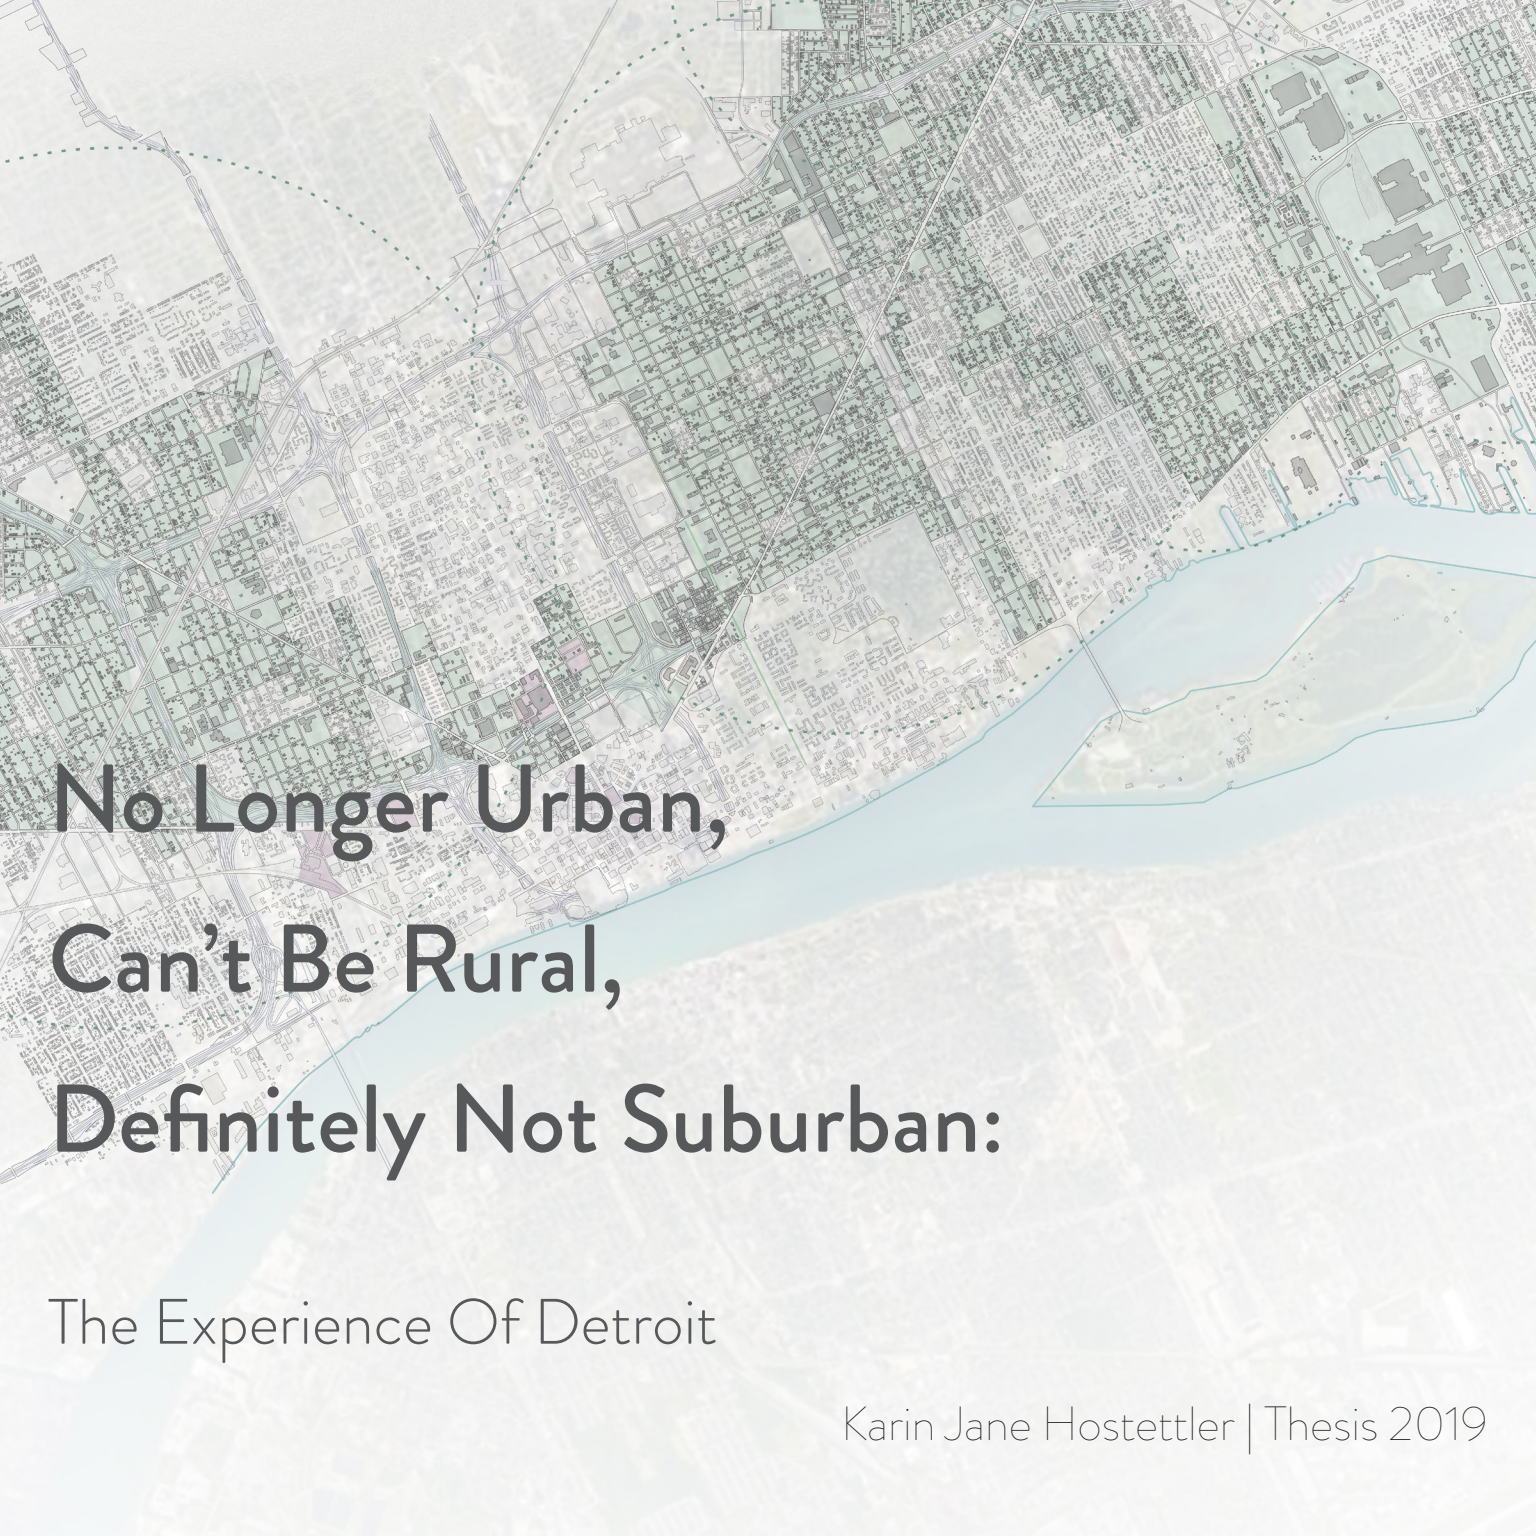 No Longer Urban,
Can’t Be Rural,
Definitely Not Suburban:
The Experience Of Detroit
Karin Jane Hostettler | Thesis 2019